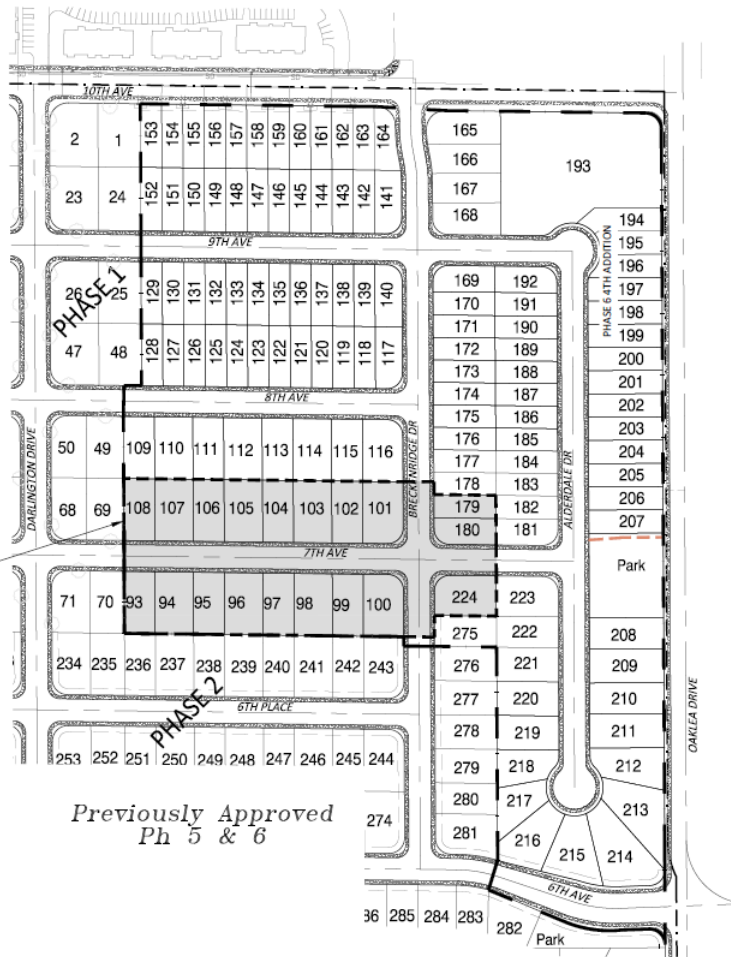 10TH AVE
2 1 153 154 155 156 157 158 159 160 161 162 163 164
165
166
167
168
193
23 24 152 151 150 149 148 147 146 145 144 143 142 141
9TH AVE
194
195
196
197
198
199
200
201
202
203
204
205
206
207
PHASE 6 4TH ADDITION
PHASE 1
26 25 129 130 131 132 133 134 135 136 137 138 139 140
47 48 128 127 126 125 124 123 122 121 120 119 118 117
169 192
170 191
171 190
172 189
173 188
174 187
175 186
176 185
177 184
178 183
179 182
180 181
8TH AVE
DARLINGTON DRIVE
BRECKENRIDGE DR
ALDERDALE DR
50 49 109 110 111 112 113 114 115 116
68 69 108 107 106 105 104 103 102 101
7TH AVE
Park
71 70 93 94 95 96 97 98 99 100
224 223
275 222
276 221
277 220
278 219
279 218
280 217
281 216 215 214
208
209
210
211
212
213
234 235 236 237 238 239 240 241 242 243
PHASE 2
6TH PLACE
OAKLEA DRIVE
253 252 251 250 249 248 247 246 245 244
274
Previously Approved
Ph 5 & 6
6TH AVE
285 284 283 282
Park